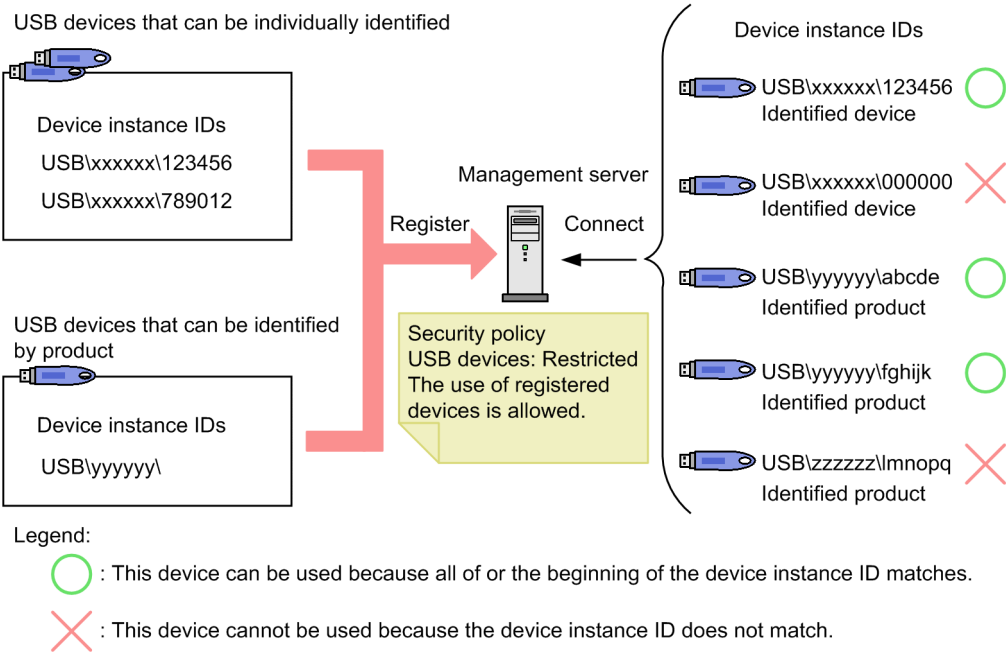 USB devices that can be individually identified
Device instance IDs
USB\xxxxxx\123456
USB\xxxxxx\789012
USB devices that can be identified
by product
Device instance IDs
USB\yyyyyy\
Register
Management server
Connect
Security policy
USB devices: Restricted
The use of registered
devices is allowed.
Device instance IDs
USB\xxxxxx\123456
Identified device
USB\xxxxxx\000000
Identified device
USB\yyyyyy\abcde
Identified product
USB\yyyyyy\fghijk
Identified product
USB\zzzzzz\lmnopq
Identified product
Legend:
: This device can be used because all of or the beginning of the device instance ID matches.
: This device cannot be used because the device instance ID does not match.